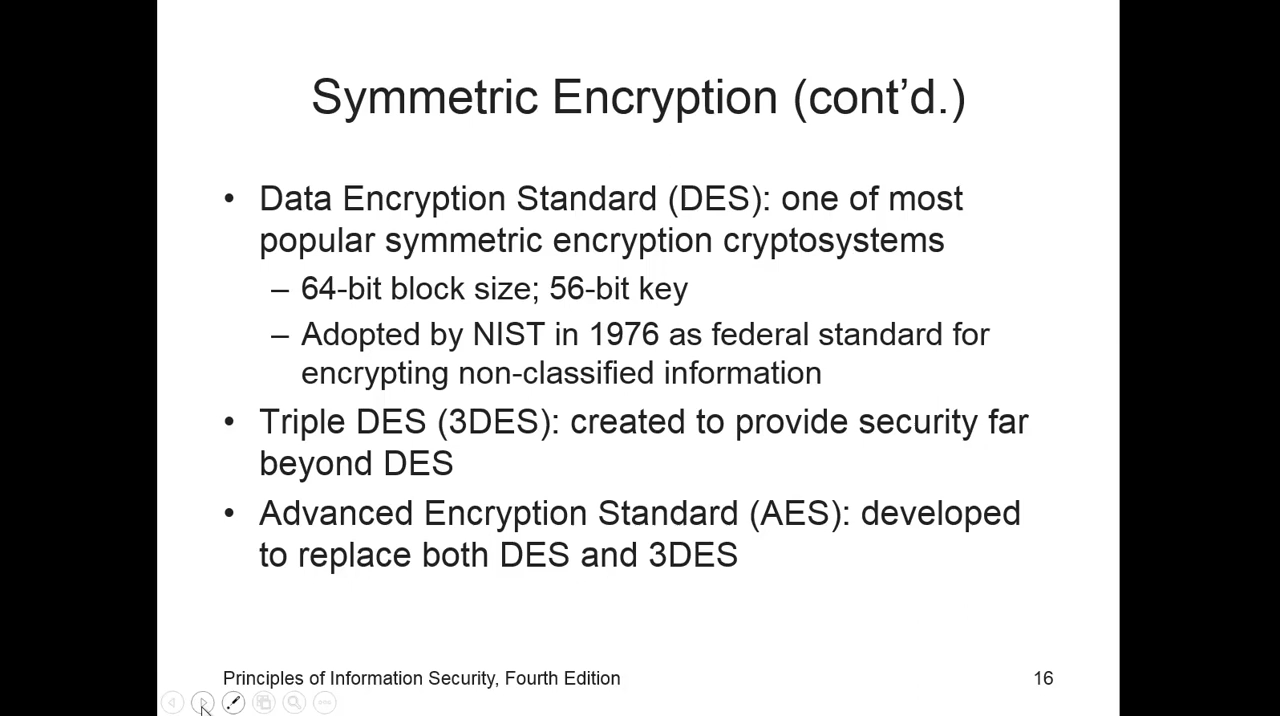 Symmetric Encryption (cont’d.)
• Data Encryption Standard (DES): one of most
popular symmetric encryption cryptosystems
– 64-bit block size; 56-bit key
– Adopted by NIST in 1976 as federal standard for
encrypting non-classified information
• Triple DES (3DES): created to provide security far
beyond DES
• Advanced Encryption Standard (AES): developed
to replace both DES and 3DES
Principles of Information Security, Fourth Edition
16